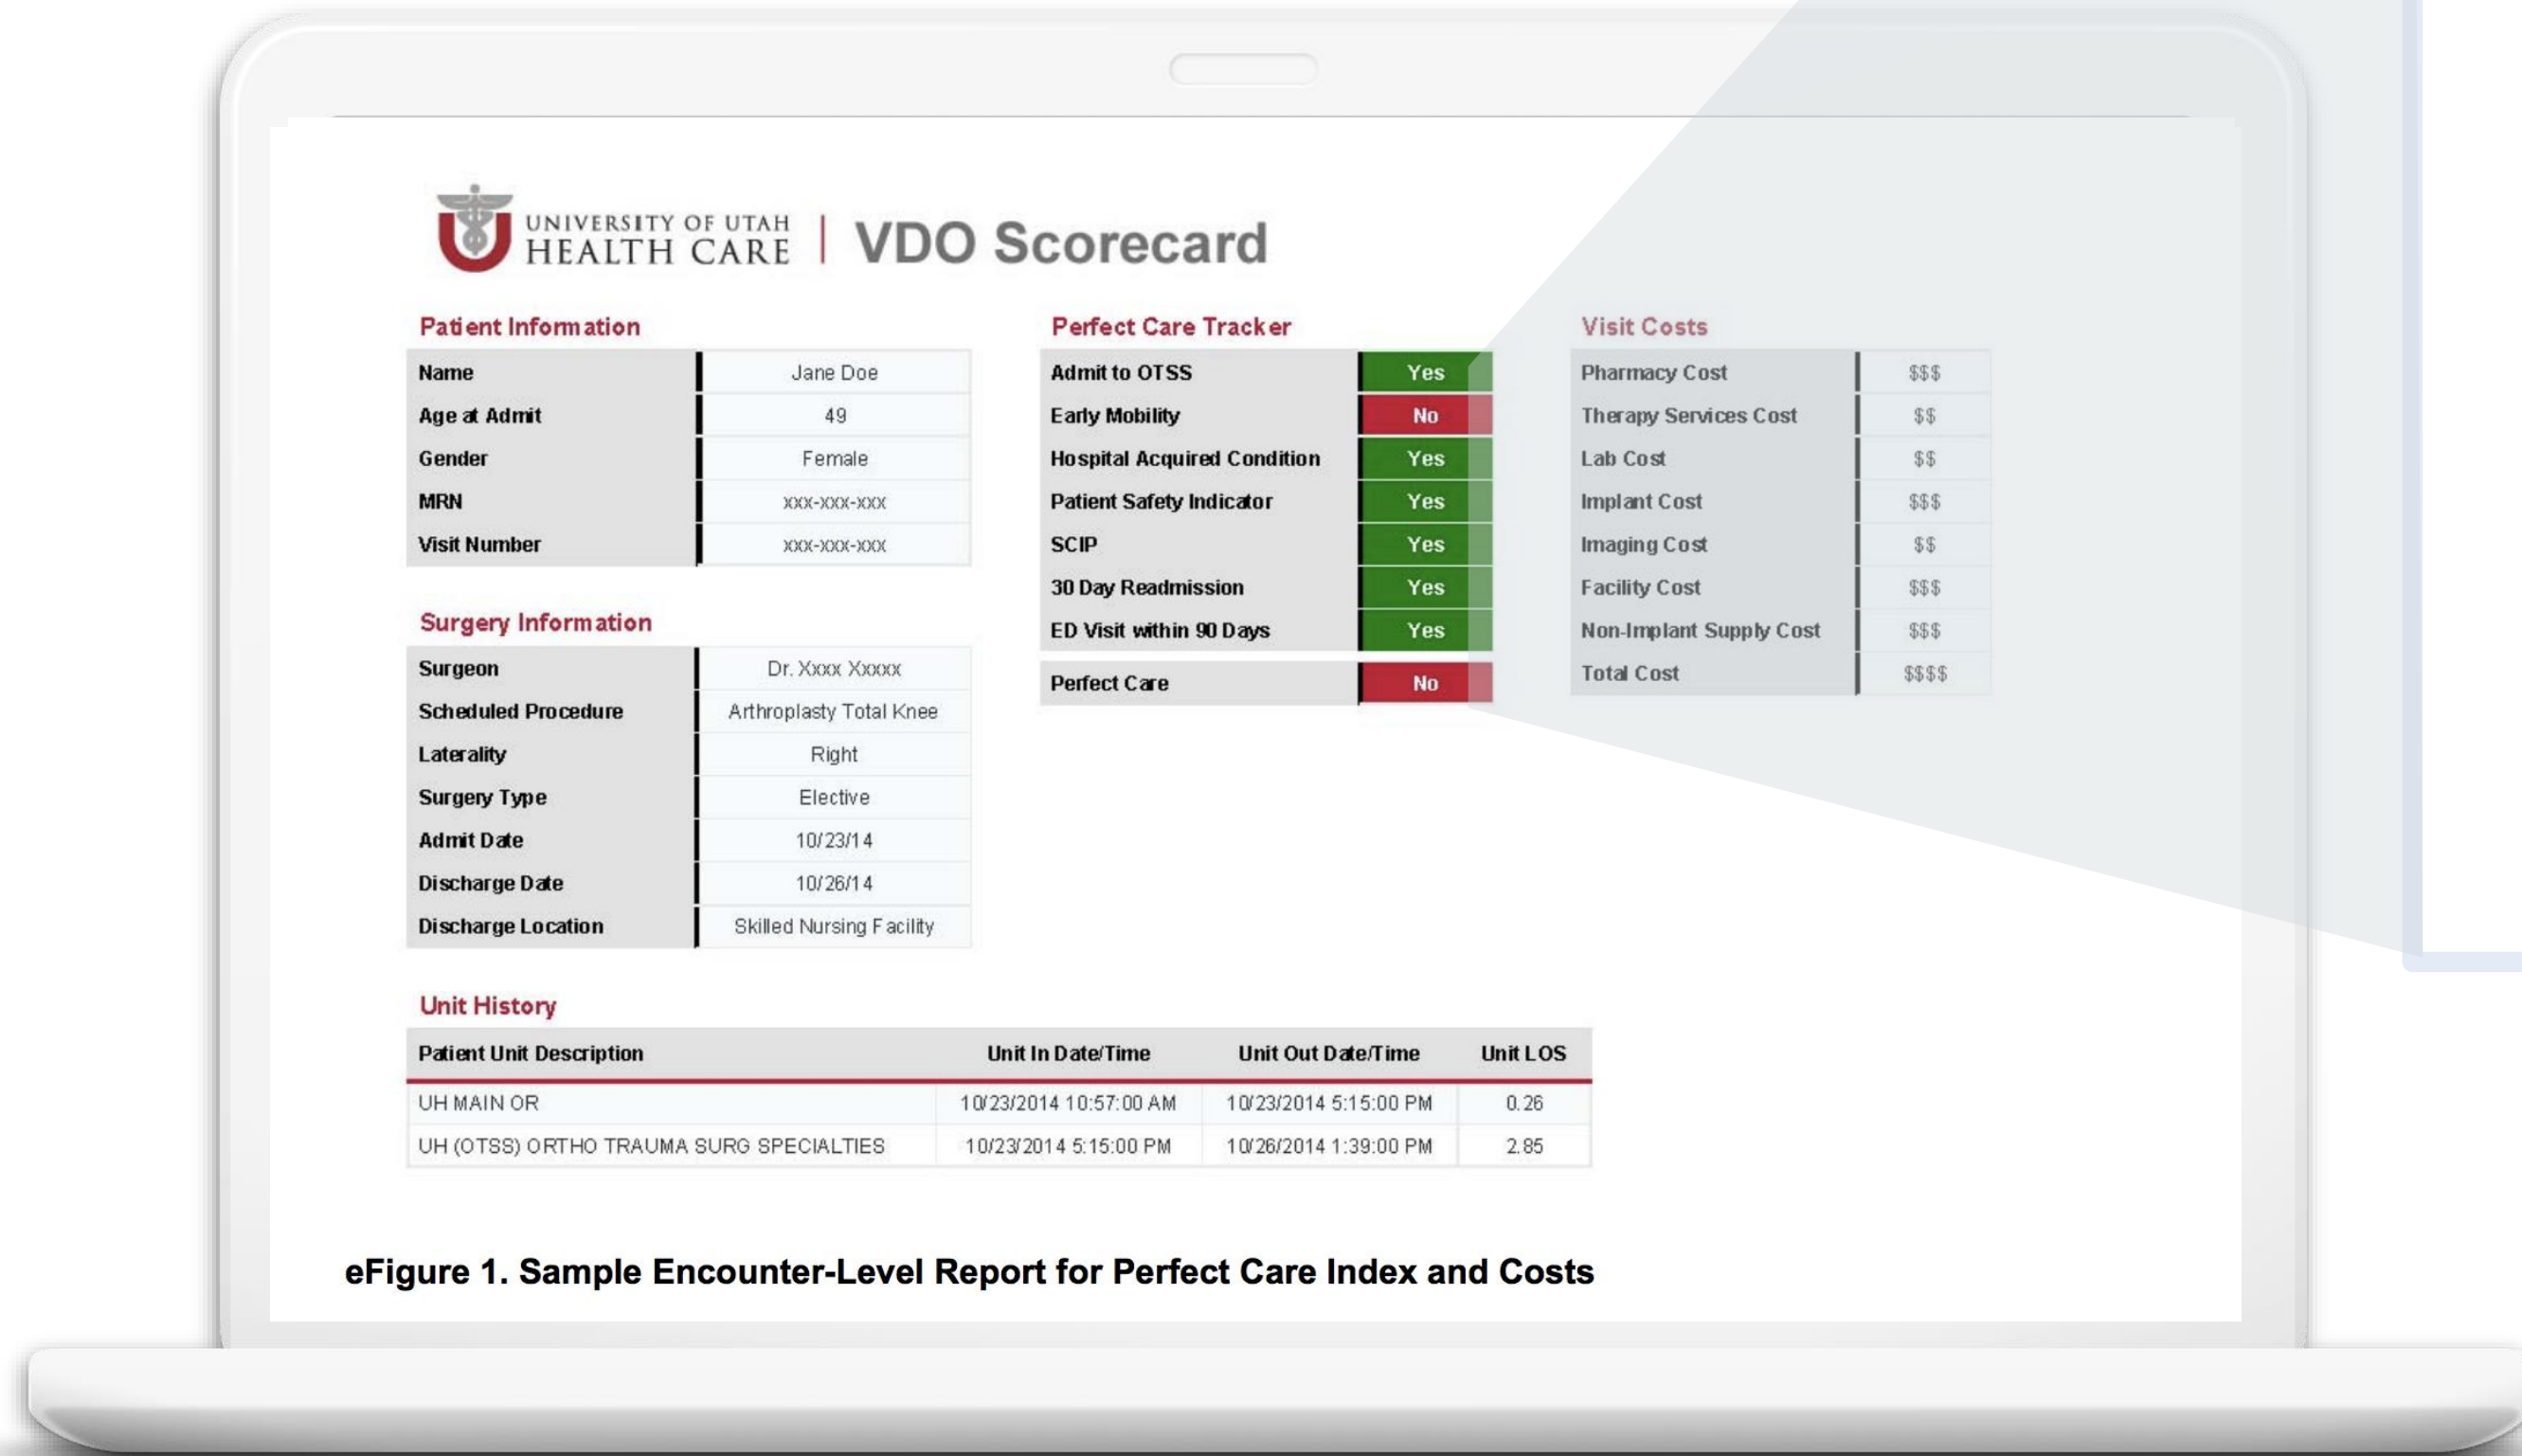 UNIVERSITY OF UTAH
HEALTH CARE
VDO Scorecard
Patient Information
Name Jane Doe
Age at Admit 49
Gender Female
MRN xxx-xxx-xxx
Visit Number xxx-xxx-xxx
Surgery Information
Surgeon Dr. Xxxx Xxxxx
Scheduled Procedure Arthroplasty Total Knee
Laterality Right
Surgery Type Elective
Admit Date 10/23/14
Discharge Date 10/26/14
Discharge Location Skilled Nursing Facility
Perfect Care Tracker
Admit to OTSS Yes
Early Mobility No
Hospital Acquired Condition Yes
Patient Safety Indicator Yes
SCIP Yes
30 Day Readmission Yes
ED Visit within 90 Days Yes
Perfect Care No
Visit Costs
Pharmacy Cost $$$
Therapy Services Cost $$
Lab Cost $$
Implant Cost $$$
Imaging Cost $$
Facility Cost $$$
Non-Implant Supply Cost $$$
Total Cost $$$$
Unit History
Patient Unit Description Unit In Date/Time Unit Out Date/Time Unit LOS
UH MAIN OR 10/23/2014 10:57:00 AM 10/23/2014 5:15:00 PM 0.26
UH (OTSS) ORTHO TRAUMA SURG SPECIALTIES 10/23/2014 5:15:00 PM 10/26/2014 1:39:00 PM 2.85
eFigure 1. Sample Encounter-Level Report for Perfect Care Index and Costs